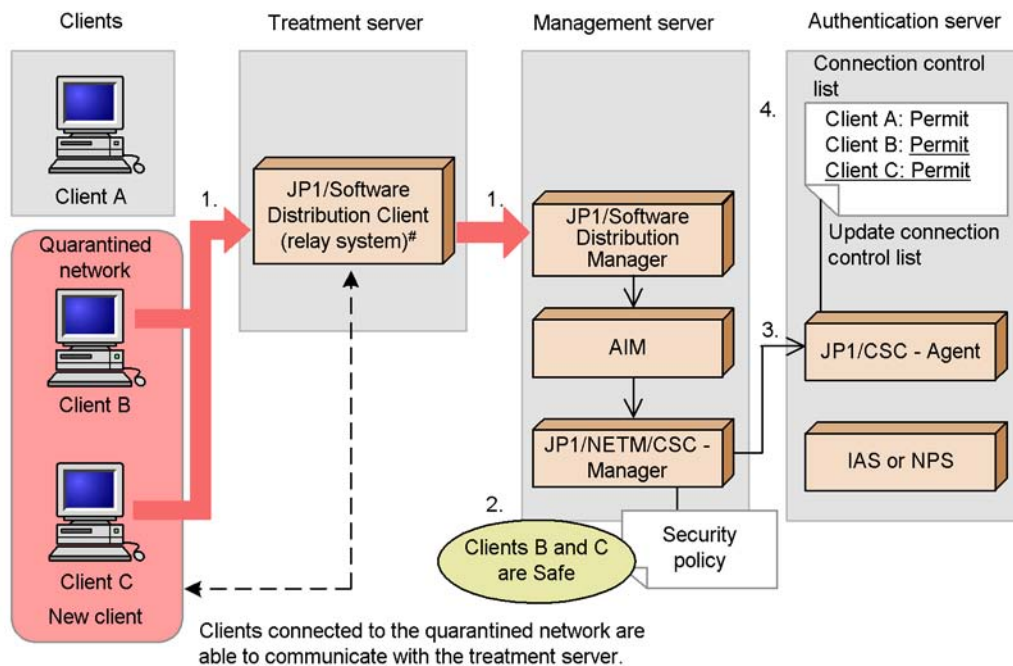 Clients
Treatment server
Management server
Authentication server
Client A
Quarantined
network
Client B
Client C
New client
1.
JP1/Software
Distribution Client
(relay system)#
1.
JP1/Software
Distribution
Manager
AIM
JP1/NETM/CSC -
Manager
2.
Clients B and C
are Safe
Security
policy
3.
4.
Connection control
list
Client A: Permit
Client B: Permit
Client C: Permit
Update connection
control list
JP1/CSC - Agent
IAS or NPS
Clients connected to the quarantined network are
able to communicate with the treatment server.